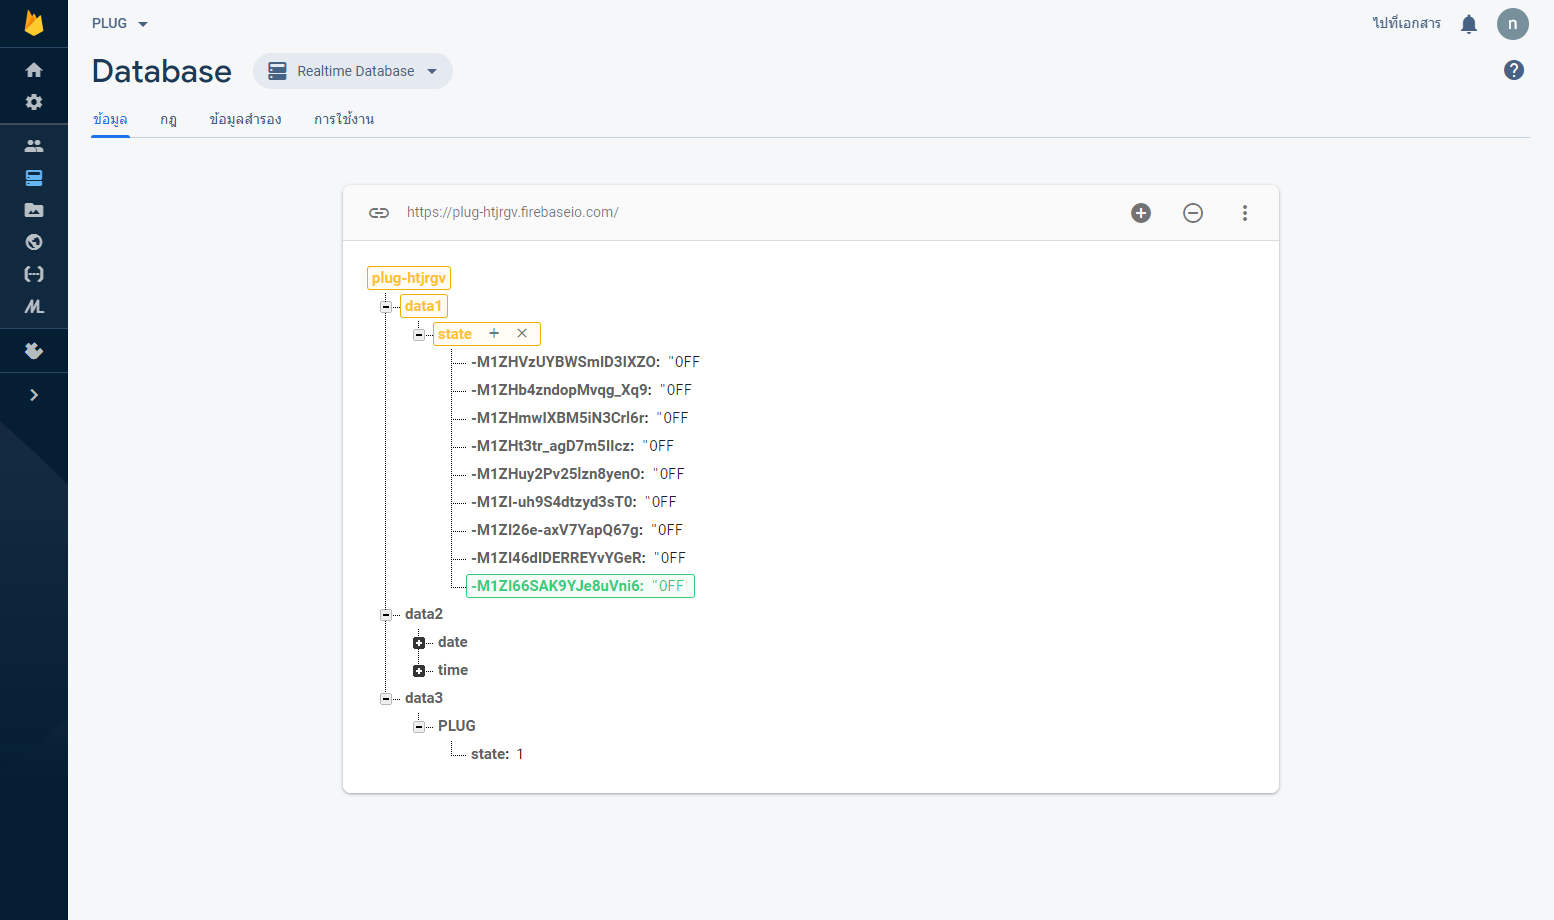 PLUG
ไปที่เอกสาร
n
Database
Realtime Database
?
ข้อมูล
กฎ
ข้อมูลสำรอง
การใช้งาน
ML
https://plug-htjrgv.firebaseio.com/
plug-htjrgv
data1
state
-M1ZHVzUYBWSmID3IXZO: "OFF
-M1ZHb4zndopMvqg_Xq9: "OFF
-M1ZHmwIXBM5iN3Crl6r: "OFF
-M1ZHt3tr_agD7m5IIcz: "OFF
-M1ZHuy2Pv25lzn8yenO: "OFF
-M1ZI-uh9S4dtzyd3sT0: "OFF
-M1ZI26e-axV7YapQ67g: "OFF
-M1ZI46dIDERREYvYGeR: "OFF
-M1ZI66SAK9YJe8uVni6: "OFF"
data2
date
time
data3
PLUG
state: 1